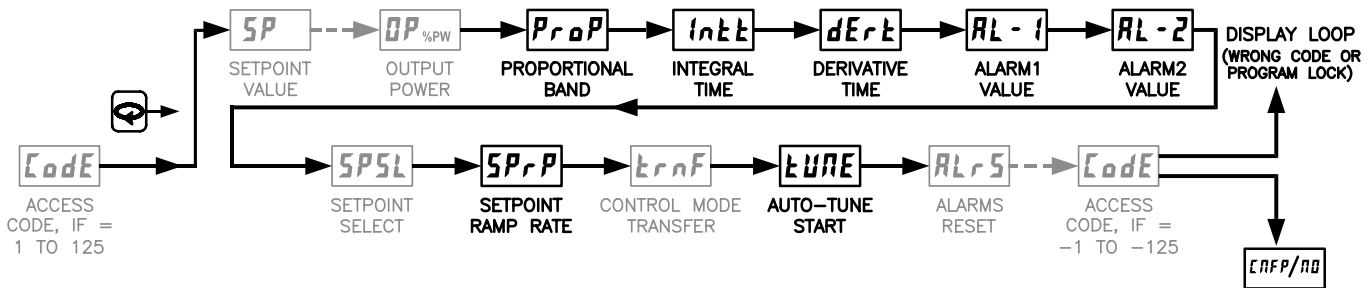 SP
OP %PW
ProP
Intt
dErt
AL-1
AL-2
DISPLAY LOOP
(WRONG CODE OR
PROGRAM LOCK)
SETPOINT
VALUE
OUTPUT
POWER
PROPORTIONAL
BAND
INTEGRAL
TIME
DERIVATIVE
TIME
ALARM1
VALUE
ALARM2
VALUE
CodE
SPSL
SPrP
trnF
tUNE
ALrS
CodE
ACCESS
CODE, IF =
1 TO 125
SETPOINT
SELECT
SETPOINT
RAMP RATE
CONTROL MODE
TRANSFER
AUTO-TUNE
START
ALARMS
RESET
ACCESS
CODE, IF =
-1 TO -125
CNFP/NO